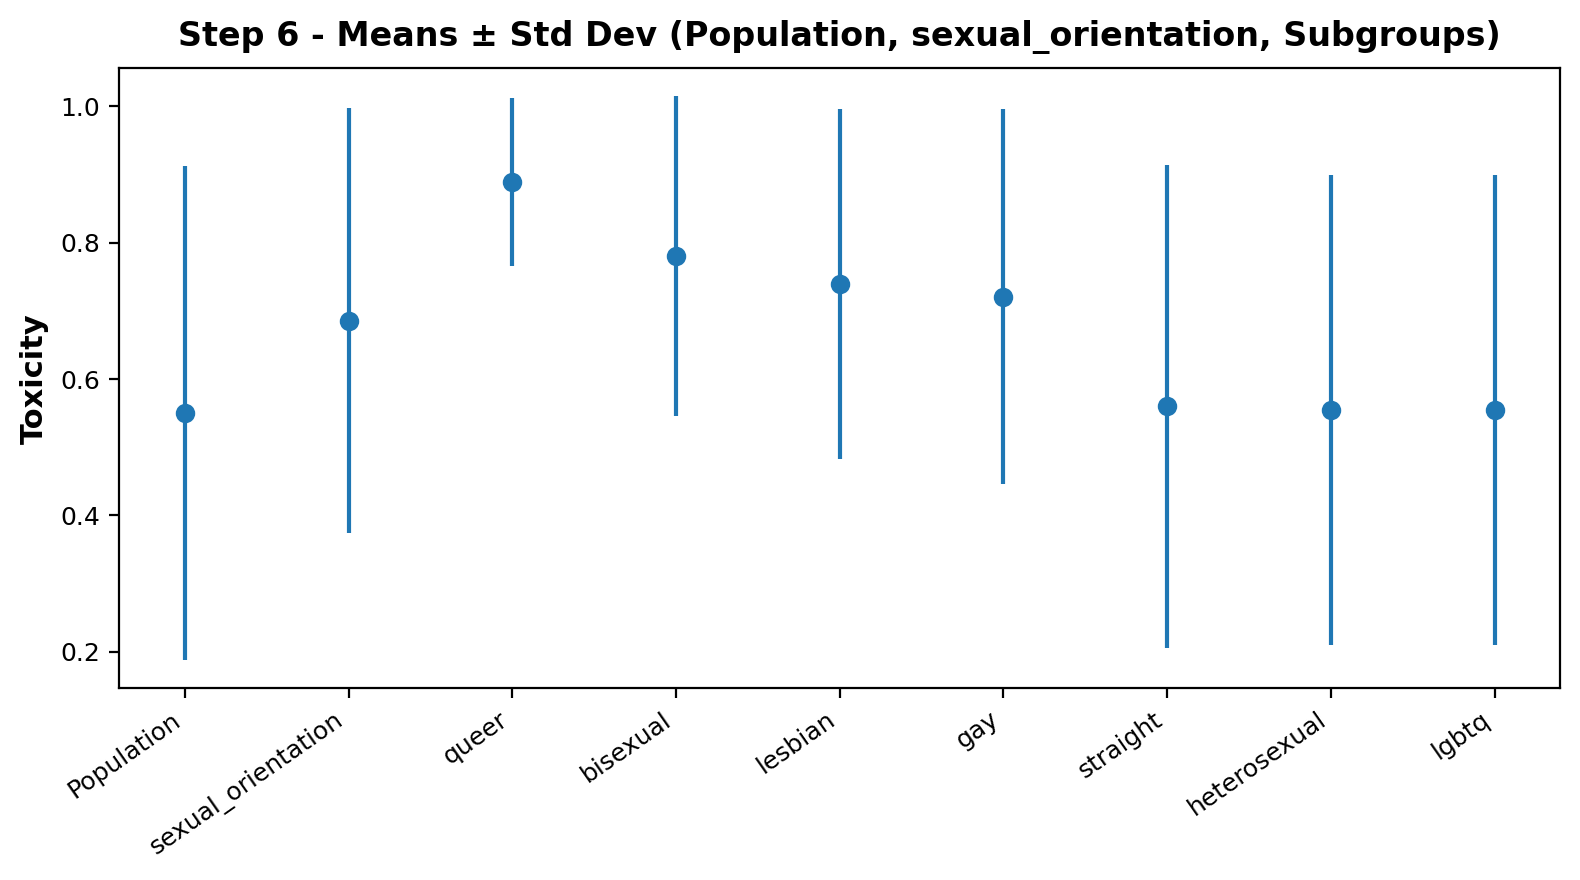 Step 6 - Means ± Std Dev (Population, sexual_orientation, Subgroups)
Toxicity
1.0
0.8
0.6
0.4
0.2
Population
sexual_orientation
queer
bisexual
lesbian
gay
straight
heterosexual
lgbtq